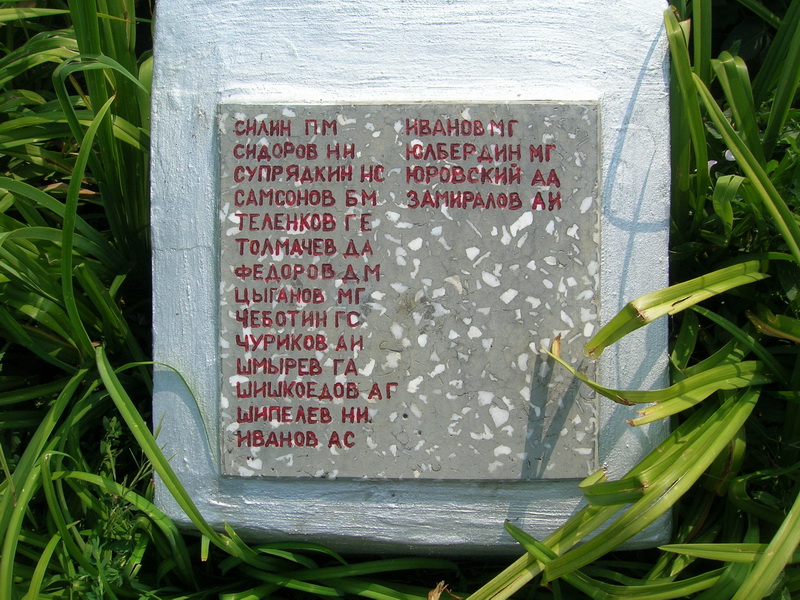 СИЛИН ПМ
СИДОРОВ НИ
СУПРЯДКИН НС
САМСОНОВ БМ
ТЕЛЕНКОВ ГЕ
ТОЛМАЧЕВ ДА
ФЕДОРОВ ДМ
ЦЫГАНОВ МГ
ЧЕБОТИН ГС
ЧУРИКОВ АИ
ШМЫРЕВ ГА
ШИШКОЕДОВ АГ
ШИПЕЛЕВ НИ.
ИВАНОВ АС
ИВАНОВ МГ
ЮЛБЕРДИН МГ
ЮРОВСКИЙ АА
ЗАМИРАЛОВ АИ